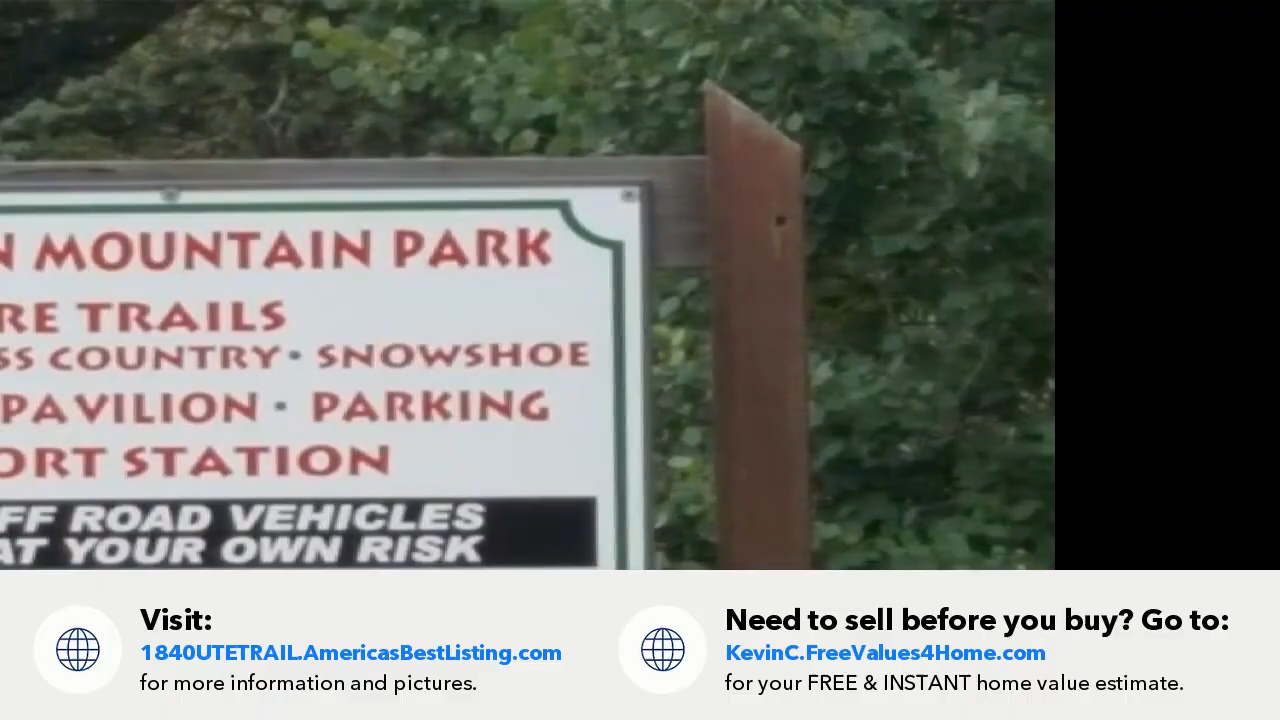 N MOUNTAIN PARK
RE TRAILS
SS COUNTRY • SNOWSHOE
PAVILION • PARKING
ORT STATION
FF ROAD VEHICLES
AT YOUR OWN RISK
Visit:
1840UTETRAIL.AmericasBestListing.com
for more information and pictures.
Need to sell before you buy? Go to:
KevinC.FreeValues4Home.com
for your FREE & INSTANT home value estimate.